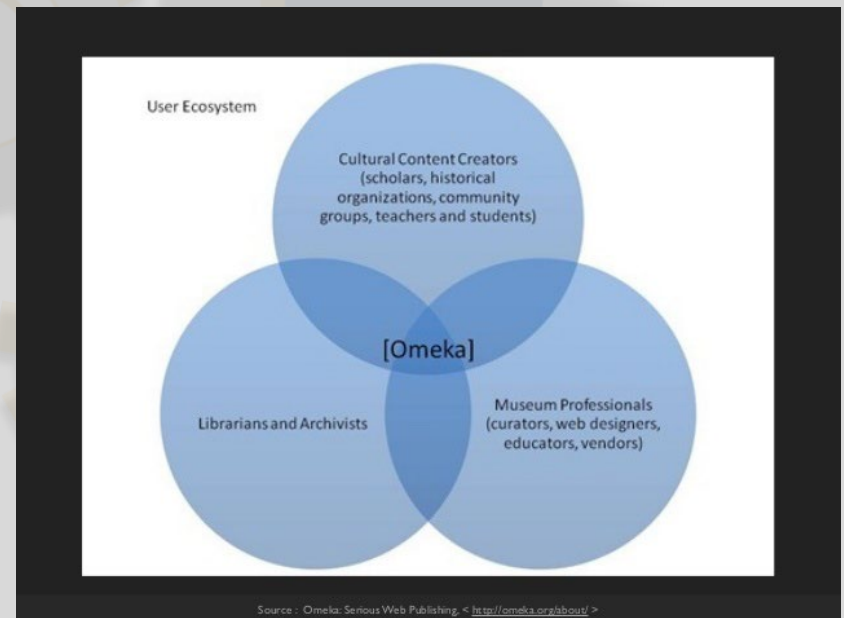 User Ecosystem
Cultural Content Creators
(scholars, historical
organizations, community
groups, teachers and students)
[Omeka]
Librarians and Archivists
Museum Professionals
(curators, web designers,
educators, vendors)
Source : Omeka: Serious Web Publishing, < http://omeka.org/about/ >